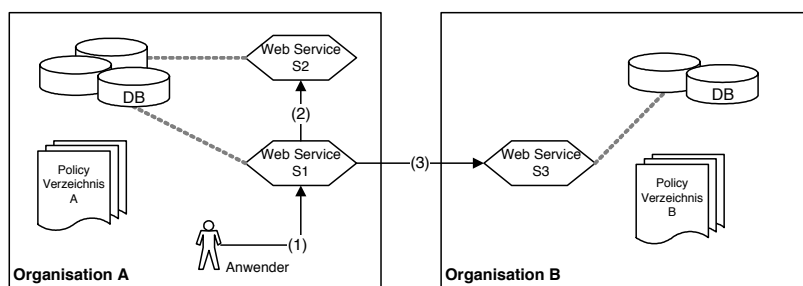 Web Service
S2
DB
(2)
Web Service
S1
Policy
Verzeichnis
A
(1)
Anwender
Organisation A
(3)
DB
Web Service
S3
Policy
Verzeichnis
B
Organisation B